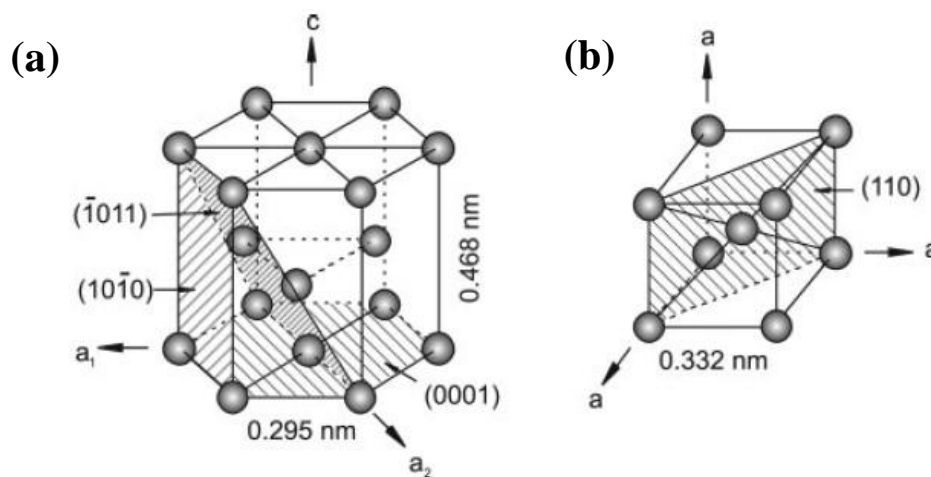 (a)
c
(1̄011)
(101̄0)
a₁
0.468 nm
(0001)
0.295 nm
a₂
(b)
a
(110)
a
0.332 nm
a